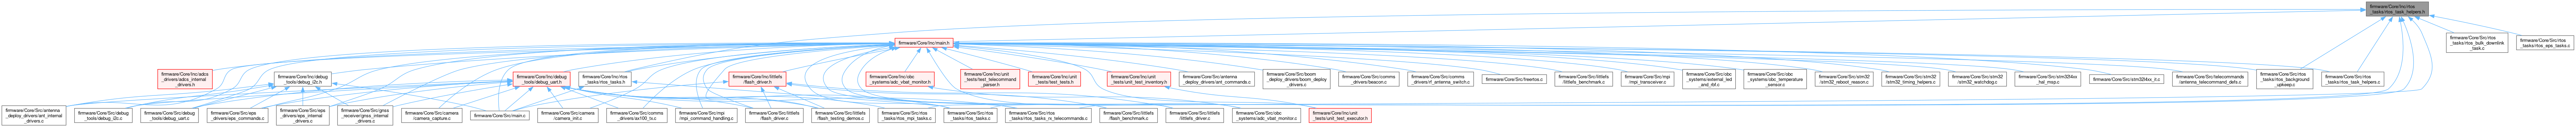 firmware/Core/Inc/rtos
_tasks/rtos_task_helpers.h
firmware/Core/Src/rtos
_tasks/rtos_bulk_downlink
_task.c
firmware/Core/Src/rtos
_tasks/rtos_eps_tasks.c
firmware/Core/Inc/main.h
firmware/Core/Inc/adcs
_drivers/adcs_internal
_drivers.h
firmware/Core/Inc/debug
_tools/debug_i2c.h
firmware/Core/Inc/debug
_tools/debug_uart.h
firmware/Core/Inc/rtos
_tasks/rtos_tasks.h
firmware/Core/Inc/littlefs
/flash_driver.h
firmware/Core/Inc/obc
_systems/adc_vbat_monitor.h
firmware/Core/Inc/unit
_tests/test_telecommand
_parser.h
firmware/Core/Inc/unit
_tests/test_tests.h
firmware/Core/Inc/unit
_tests/unit_test_inventory.h
firmware/Core/Src/antenna
_deploy_drivers/ant_commands.c
firmware/Core/Src/boom
_deploy_drivers/boom_deploy
_drivers.c
firmware/Core/Src/comms
_drivers/beacon.c
firmware/Core/Src/comms
_drivers/rf_antenna_switch.c
firmware/Core/Src/freertos.c
firmware/Core/Src/littlefs
/littlefs_benchmark.c
firmware/Core/Src/mpi
/mpi_transceiver.c
firmware/Core/Src/obc
_systems/external_led
_and_rbf.c
firmware/Core/Src/obc
_systems/obc_temperature
_sensor.c
firmware/Core/Src/stm32
/stm32_reboot_reason.c
firmware/Core/Src/stm32
/stm32_timing_helpers.c
firmware/Core/Src/stm32
/stm32_watchdog.c
firmware/Core/Src/stm32l4xx
_hal_msp.c
firmware/Core/Src/stm32l4xx_it.c
firmware/Core/Src/telecommands
/antenna_telecommand_defs.c
firmware/Core/Src/rtos
_tasks/rtos_background
_upkeep.c
firmware/Core/Src/rtos
_tasks/rtos_task_helpers.c
firmware/Core/Src/antenna
_deploy_drivers/ant_internal
_drivers.c
firmware/Core/Src/debug
_tools/debug_i2c.c
firmware/Core/Src/debug
_tools/debug_uart.c
firmware/Core/Src/eps
_drivers/eps_commands.c
firmware/Core/Src/eps
_drivers/eps_internal
_drivers.c
firmware/Core/Src/gnss
_receiver/gnss_internal
_drivers.c
firmware/Core/Src/camera
/camera_capture.c
firmware/Core/Src/main.c
firmware/Core/Src/camera
/camera_init.c
firmware/Core/Src/comms
_drivers/ax100_tx.c
firmware/Core/Src/mpi
/mpi_command_handling.c
firmware/Core/Src/littlefs
/flash_driver.c
firmware/Core/Src/littlefs
/flash_testing_demos.c
firmware/Core/Src/rtos
_tasks/rtos_mpi_tasks.c
firmware/Core/Src/rtos
_tasks/rtos_tasks.c
firmware/Core/Src/rtos
_tasks/rtos_tasks_rx_telecommands.c
firmware/Core/Src/littlefs
/flash_benchmark.c
firmware/Core/Src/littlefs
/littlefs_driver.c
firmware/Core/Src/obc
_systems/adc_vbat_monitor.c
firmware/Core/Inc/unit
_tests/unit_test_executor.h